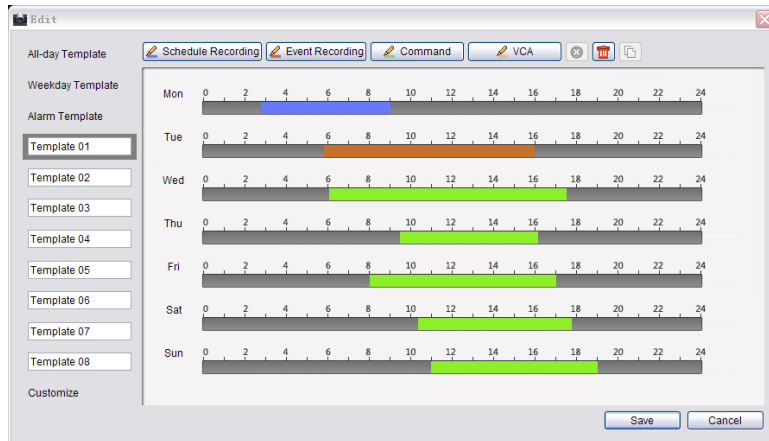 Edit
All-day Template
Weekday Template
Alarm Template
Template 01
Template 02
Template 03
Template 04
Template 05
Template 06
Template 07
Template 08
Customize
Schedule Recording Event Recording Command VCA
Mon 0 2 4 6 8 10 12 14 16 18 20 22 24
Tue 0 2 4 6 8 10 12 14 16 18 20 22 24
Wed 0 2 4 6 8 10 12 14 16 18 20 22 24
Thu 0 2 4 6 8 10 12 14 16 18 20 22 24
Fri 0 2 4 6 8 10 12 14 16 18 20 22 24
Sat 0 2 4 6 8 10 12 14 16 18 20 22 24
Sun 0 2 4 6 8 10 12 14 16 18 20 22 24
Save Cancel